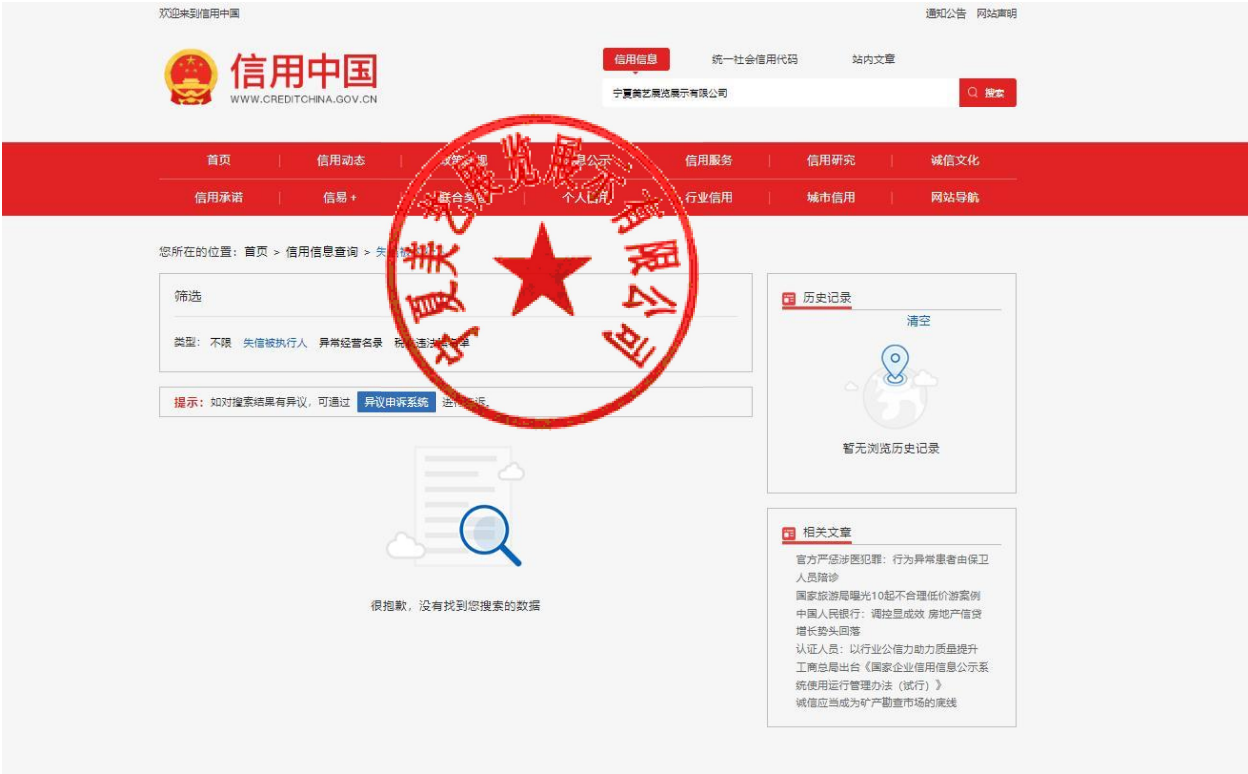 欢迎来到信用中国
通知公告 网站声明
信用中国
WWW.CREDITCHINA.GOV.CN
信用信息 统一社会信用代码 站内文章
宁夏美艺展览展示有限公司
搜索
首页 信用动态 信用服务 信用研究 诚信文化
信用承诺 信易+ 行业信用 城市信用 网站导航
宁夏美艺展览展示有限公司
您所在的位置：首页 > 信用信息查询 >
筛选
类型： 不限 失信被执行人 异常经营名录
提示：如对搜索结果有异议，可通过 异议申诉系统
很抱歉，没有找到您搜索的数据
历史记录
清空
暂无浏览历史记录
相关文章
官方严惩涉医犯罪：行为异常患者由保卫
人员陪诊
国家旅游局曝光10起不合理低价游案例
中国人民银行：调控显成效 房地产信贷
增长势头回落
认证人员：以行业公信力助力质量提升
工商总局出台《国家企业信用信息公示系
统使用运行管理办法（试行）》
诚信应当成为矿产勘查市场的底线